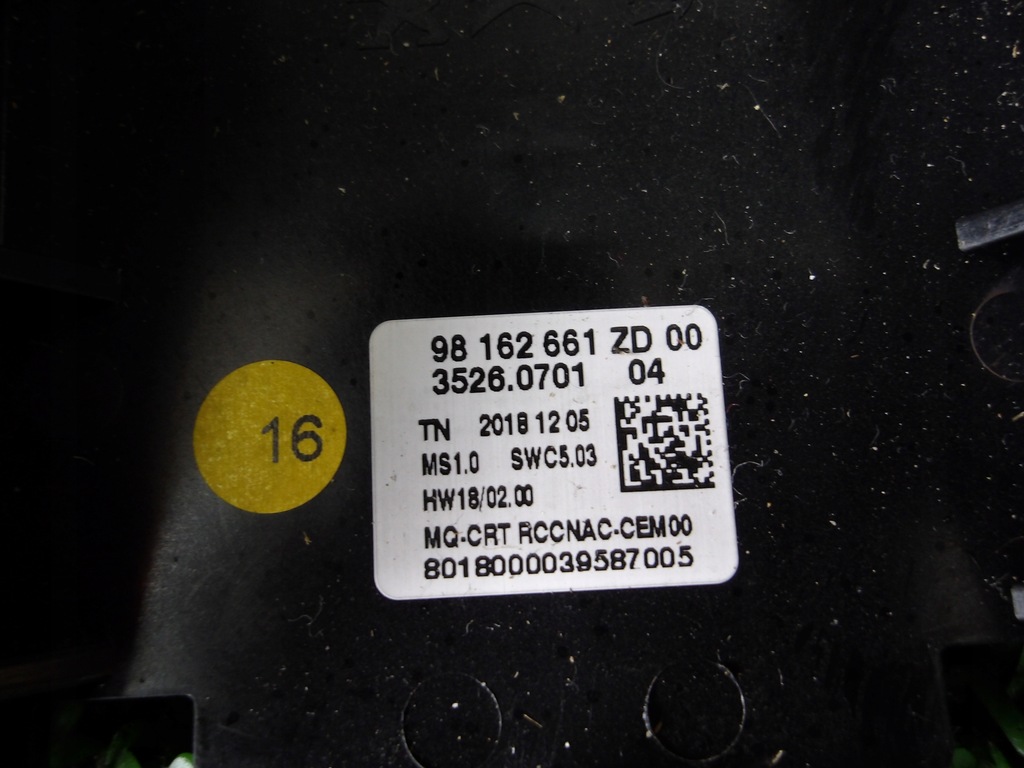 98 162 661 ZD 00
3526.0701 04
TN 2018 12 05
MS1.0 SWC5.03
HW18/02.00
MQ-CRT RCCNAC-CEM00
8018000039587005
16